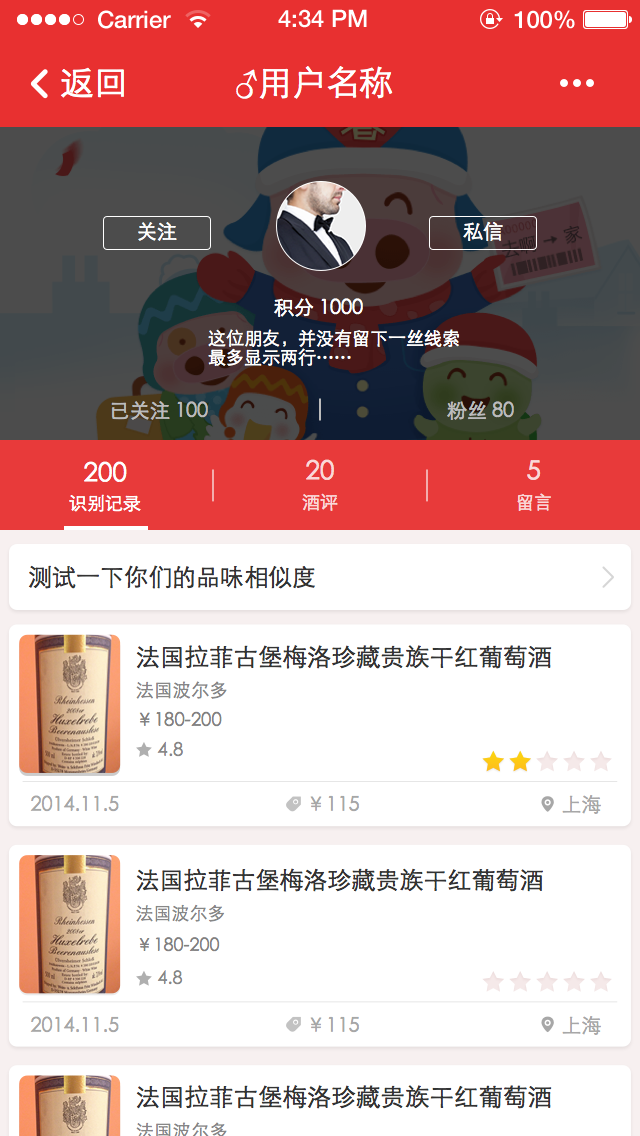 Carrier 4:34 PM 100%
返回 ♂用户名称
春
关注 私信
去啊 → 家
积分 1000
这位朋友，并没有留下一丝线索
最多显示两行……
已关注 100 | 粉丝 80
200 20 5
识别记录 酒评 留言
测试一下你们的品味相似度
法国拉菲古堡梅洛珍藏贵族干红葡萄酒
法国波尔多
￥180-200
4.8
Rheinhessen
2008er
Huxelrebe
Beerenauslese
2014.11.5 ￥115 上海
法国拉菲古堡梅洛珍藏贵族干红葡萄酒
法国波尔多
￥180-200
4.8
Rheinhessen
2008er
Huxelrebe
Beerenauslese
2014.11.5 ￥115 上海
法国拉菲古堡梅洛珍藏贵族干红葡萄酒
法国波尔多